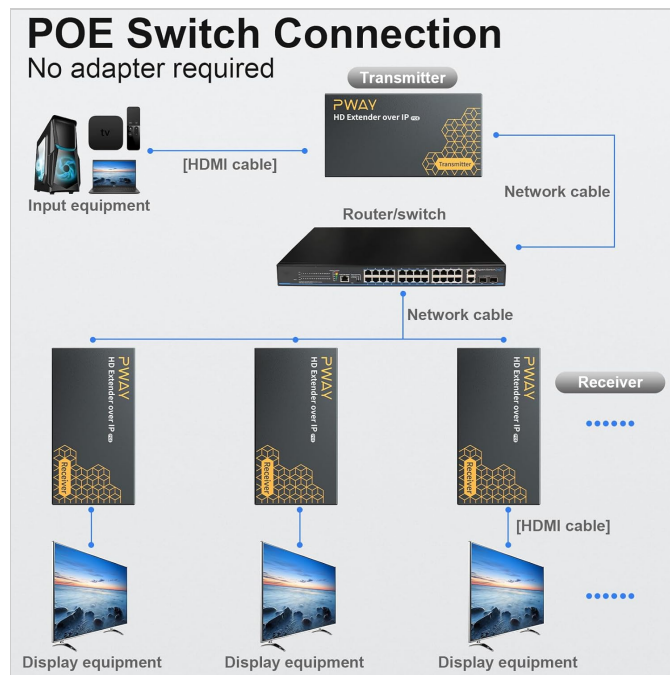 POE Switch Connection
No adapter required
Transmitter
PWAY
HD Extender over IP
Transmitter
tv
[HDMI cable]
Input equipment
Network cable
Router/switch
Network cable
PWAY
HD Extender over IP
Receiver
PWAY
HD Extender over IP
Receiver
PWAY
HD Extender over IP
Receiver
Receiver
[HDMI cable]
Display equipment
Display equipment
Display equipment